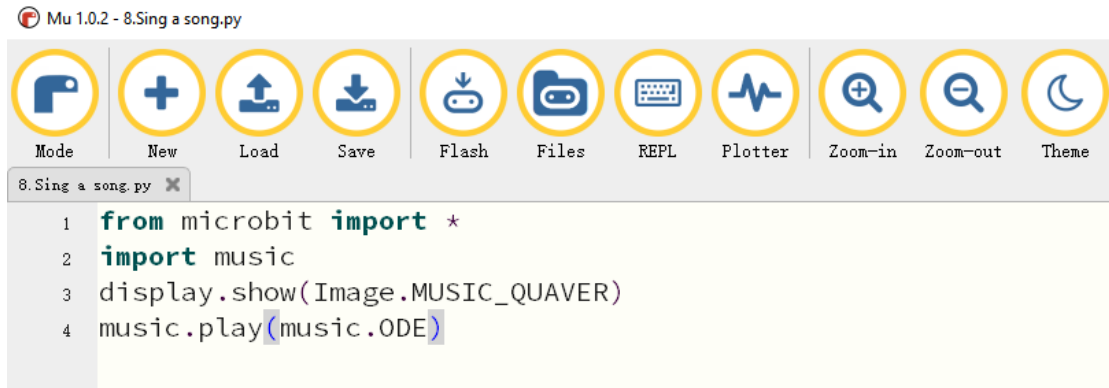 Mu 1.0.2 - 8.Sing a song.py
Mode New Load Save Flash Files REPL Plotter Zoom-in Zoom-out Theme
8.Sing a song.py
1 from microbit import *
2 import music
3 display.show(Image.MUSIC_QUAVER)
4 music.play(music.ODE)